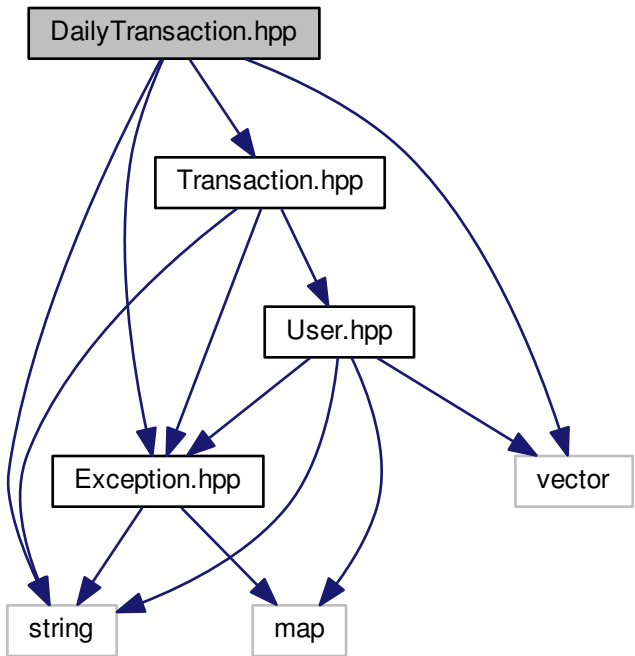 DailyTransaction.hpp
Transaction.hpp
User.hpp
Exception.hpp
vector
string
map